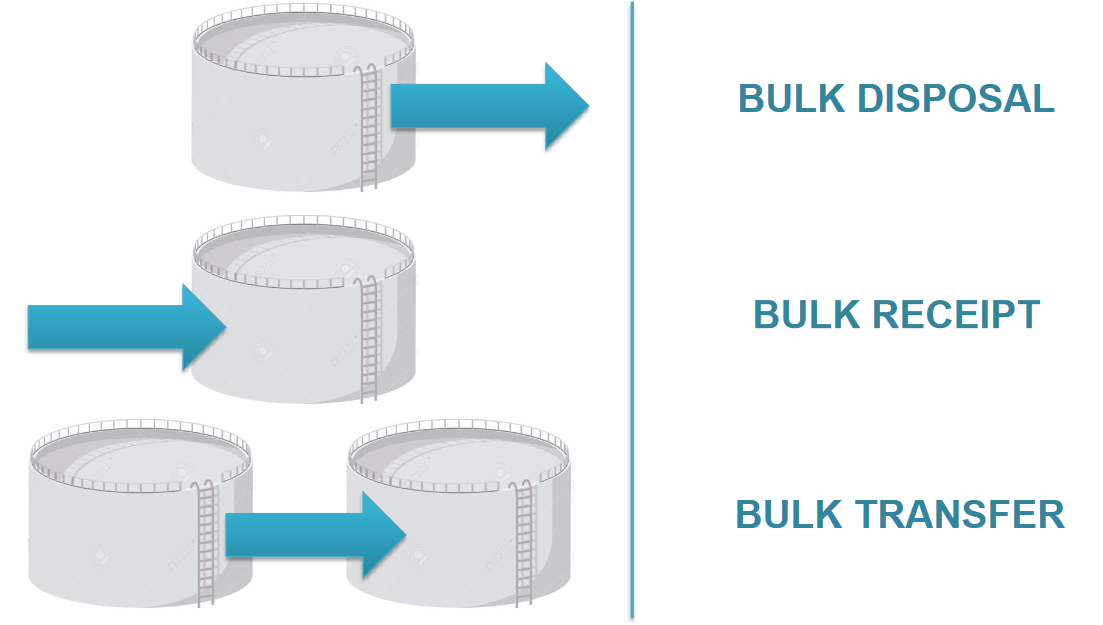 BULK DISPOSAL
BULK RECEIPT
BULK TRANSFER